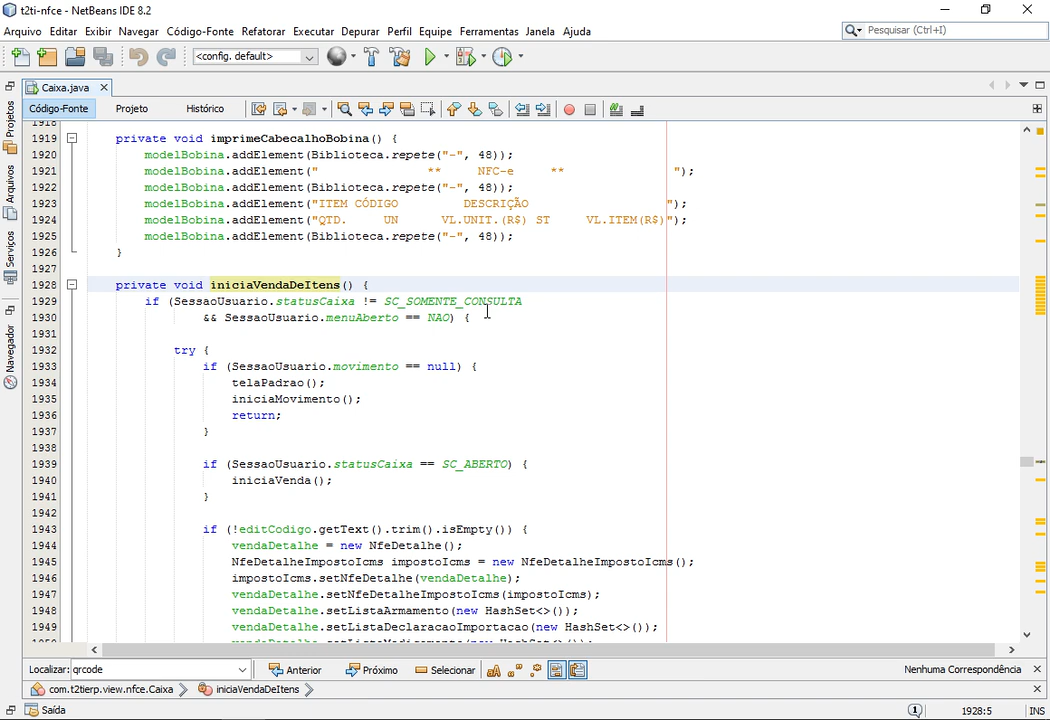 t2ti-nfce - NetBeans IDE 8.2
Arquivo Editar Exibir Navegar Código-Fonte Refatorar Executar Depurar Perfil Equipe Ferramentas Janela Ajuda
Pesquisar (Ctrl+I)
<config. default>
Caixa.java
Código-Fonte Projeto Histórico
Projetos
Arquivos
Serviços
Navegador
1918
1919 private void imprimeCabecalhoBobina() {
1920 modelBobina.addElement(Biblioteca.repete("-", 48));
1921 modelBobina.addElement(" ** NFC-e ** ");
1922 modelBobina.addElement(Biblioteca.repete("-", 48));
1923 modelBobina.addElement("ITEM CÓDIGO DESCRIÇÃO ");
1924 modelBobina.addElement("QTD. UN VL.UNIT.(R$) ST VL.ITEM(R$)");
1925 modelBobina.addElement(Biblioteca.repete("-", 48));
1926 }
1927
1928 private void iniciaVendaDeItens() {
1929 if (SessaoUsuario.statusCaixa != SC_SOMENTE_CONSULTA
1930 && SessaoUsuario.menuAberto == NAO) {
1931
1932 try {
1933 if (SessaoUsuario.movimento == null) {
1934 telaPadrao();
1935 iniciaMovimento();
1936 return;
1937 }
1938
1939 if (SessaoUsuario.statusCaixa == SC_ABERTO) {
1940 iniciaVenda();
1941 }
1942
1943 if (!editCodigo.getText().trim().isEmpty()) {
1944 vendaDetalhe = new NfeDetalhe();
1945 NfeDetalheImpostoIcms impostoIcms = new NfeDetalheImpostoIcms();
1946 impostoIcms.setNfeDetalhe(vendaDetalhe);
1947 vendaDetalhe.setNfeDetalheImpostoIcms(impostoIcms);
1948 vendaDetalhe.setListaArmamento(new HashSet<>());
1949 vendaDetalhe.setListaDeclaracaoImportacao(new HashSet<>());
Localizar: qrcode Anterior Próximo Selecionar Nenhuma Correspondência
com.t2tierp.view.nfce.Caixa iniciaVendaDeItens
Saída 1 1928:5 INS